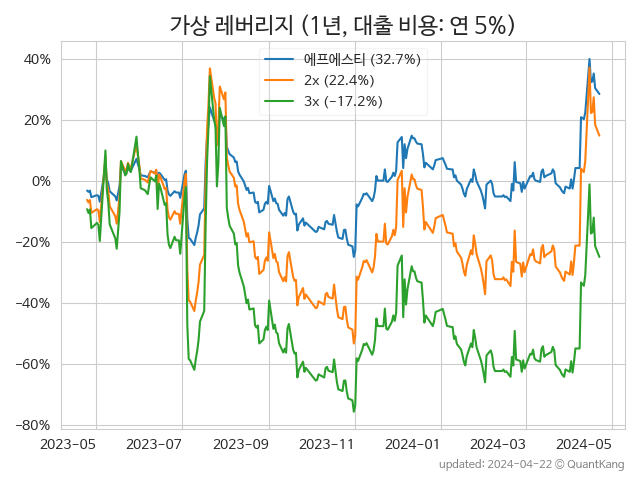 가상 레버리지 (1년, 대출 비용: 연 5%)
에프에스티 (32.7%)
2x (22.4%)
3x (−17.2%)
40%
20%
0%
−20%
−40%
−60%
−80%
2023-05 2023-07 2023-09 2023-11 2024-01 2024-03 2024-05
updated: 2024-04-22 © QuantKang